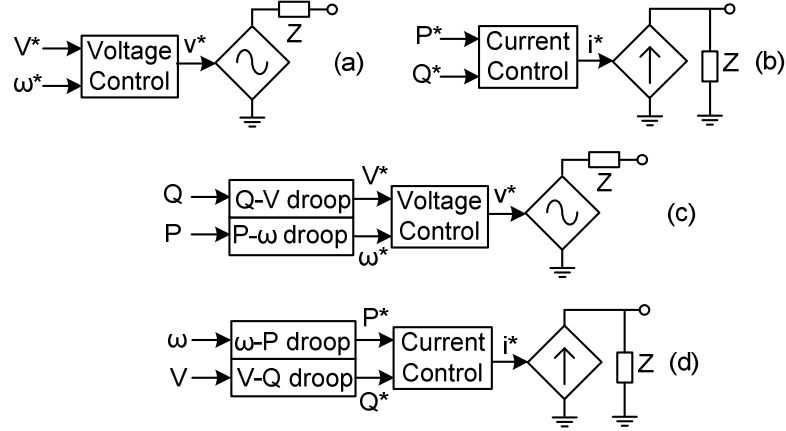 V*
ω*
Voltage
Control
v*
Z
(a)
P*
Q*
Current
Control
i*
Z
(b)
Q
P
Q-V droop
P-ω droop
V*
ω*
Voltage
Control
v*
Z
(c)
ω
V
ω-P droop
V-Q droop
P*
Q*
Current
Control
i*
Z
(d)